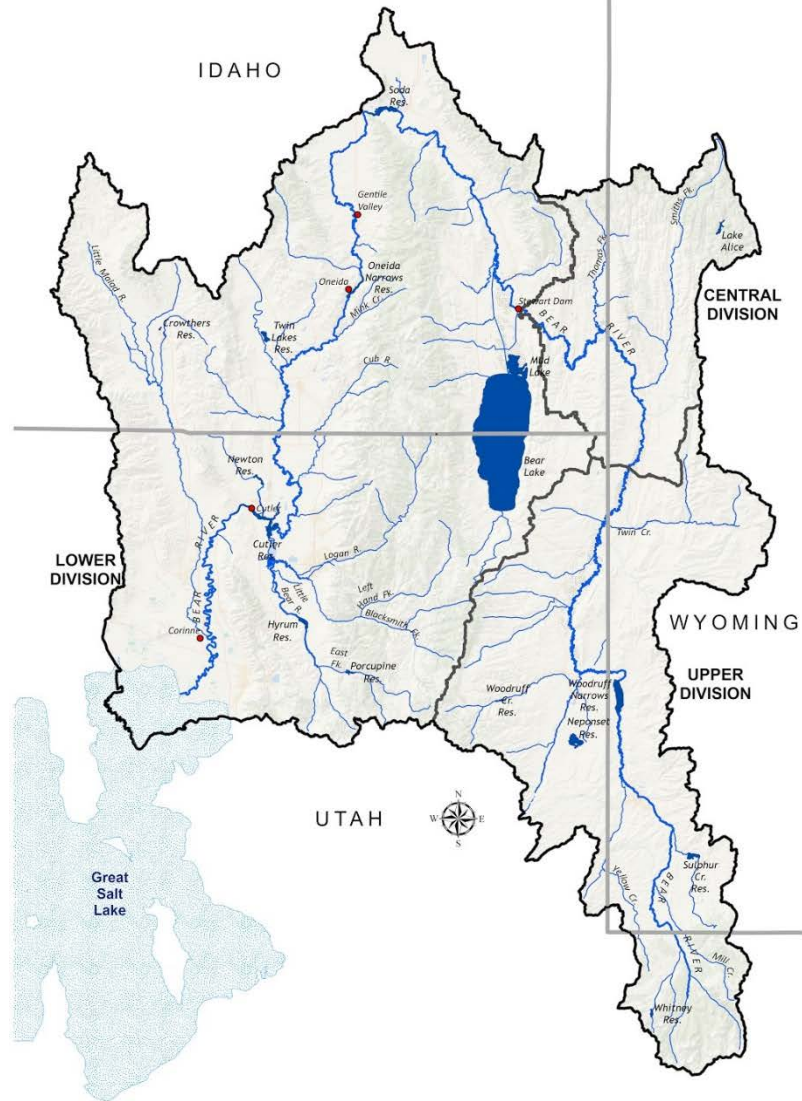 IDAHO
Soda
Res.
Gentile
Valley
Smiths Fk.
Thomas Fk.
Lake
Alice
Little Malad R.
Oneida
Oneida
Narrows
Res.
Mink Cr.
Stewart Dam
BEAR
RIVER
CENTRAL
DIVISION
Crowthers
Res.
Twin
Lakes
Res.
Cub R.
Mud
Lake
Bear
Lake
Newton
Res.
Cutler
Cutler
Res.
BEAR RIVER
Twin Cr.
LOWER
DIVISION
Logan R.
Little
Bear R.
Left
Hand Fk.
Blacksmith Fk.
WYOMING
Corinne
Hyrum
Res.
East
Fk.
Porcupine
Res.
UPPER
DIVISION
Woodruff
Cr.
Res.
Woodruff
Narrows
Res.
Neponset
Res.
UTAH
N
W
E
S
Great
Salt
Lake
Yellow Cr.
BEAR
RIVER
Sulphur
Cr.
Res.
Mill Cr.
Whitney
Res.